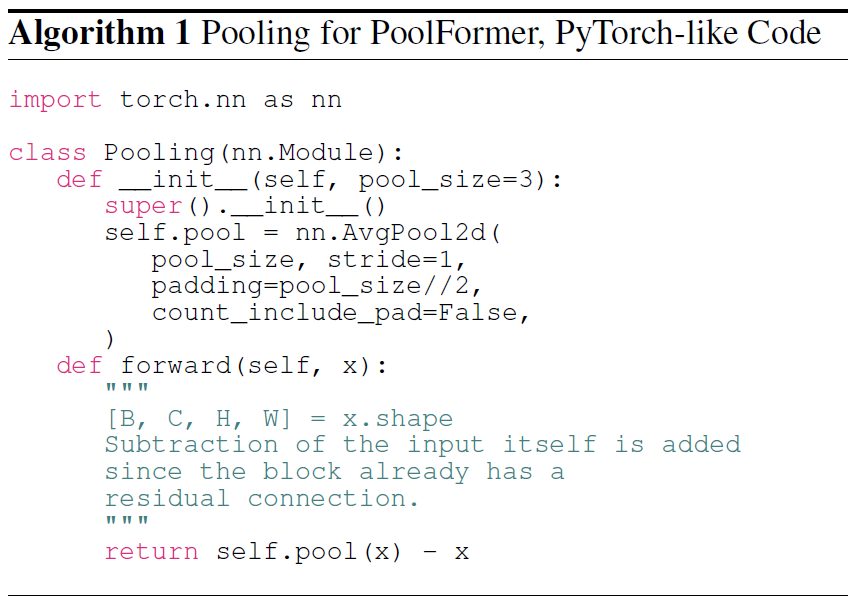 Algorithm 1 Pooling for PoolFormer, PyTorch-like Code
import torch.nn as nn
class Pooling(nn.Module):
def __init__(self, pool_size=3):
super().__init__()
self.pool = nn.AvgPool2d(
pool_size, stride=1,
padding=pool_size//2,
count_include_pad=False,
)
def forward(self, x):
"""
[B, C, H, W] = x.shape
Subtraction of the input itself is added
since the block already has a
residual connection.
"""
return self.pool(x) - x